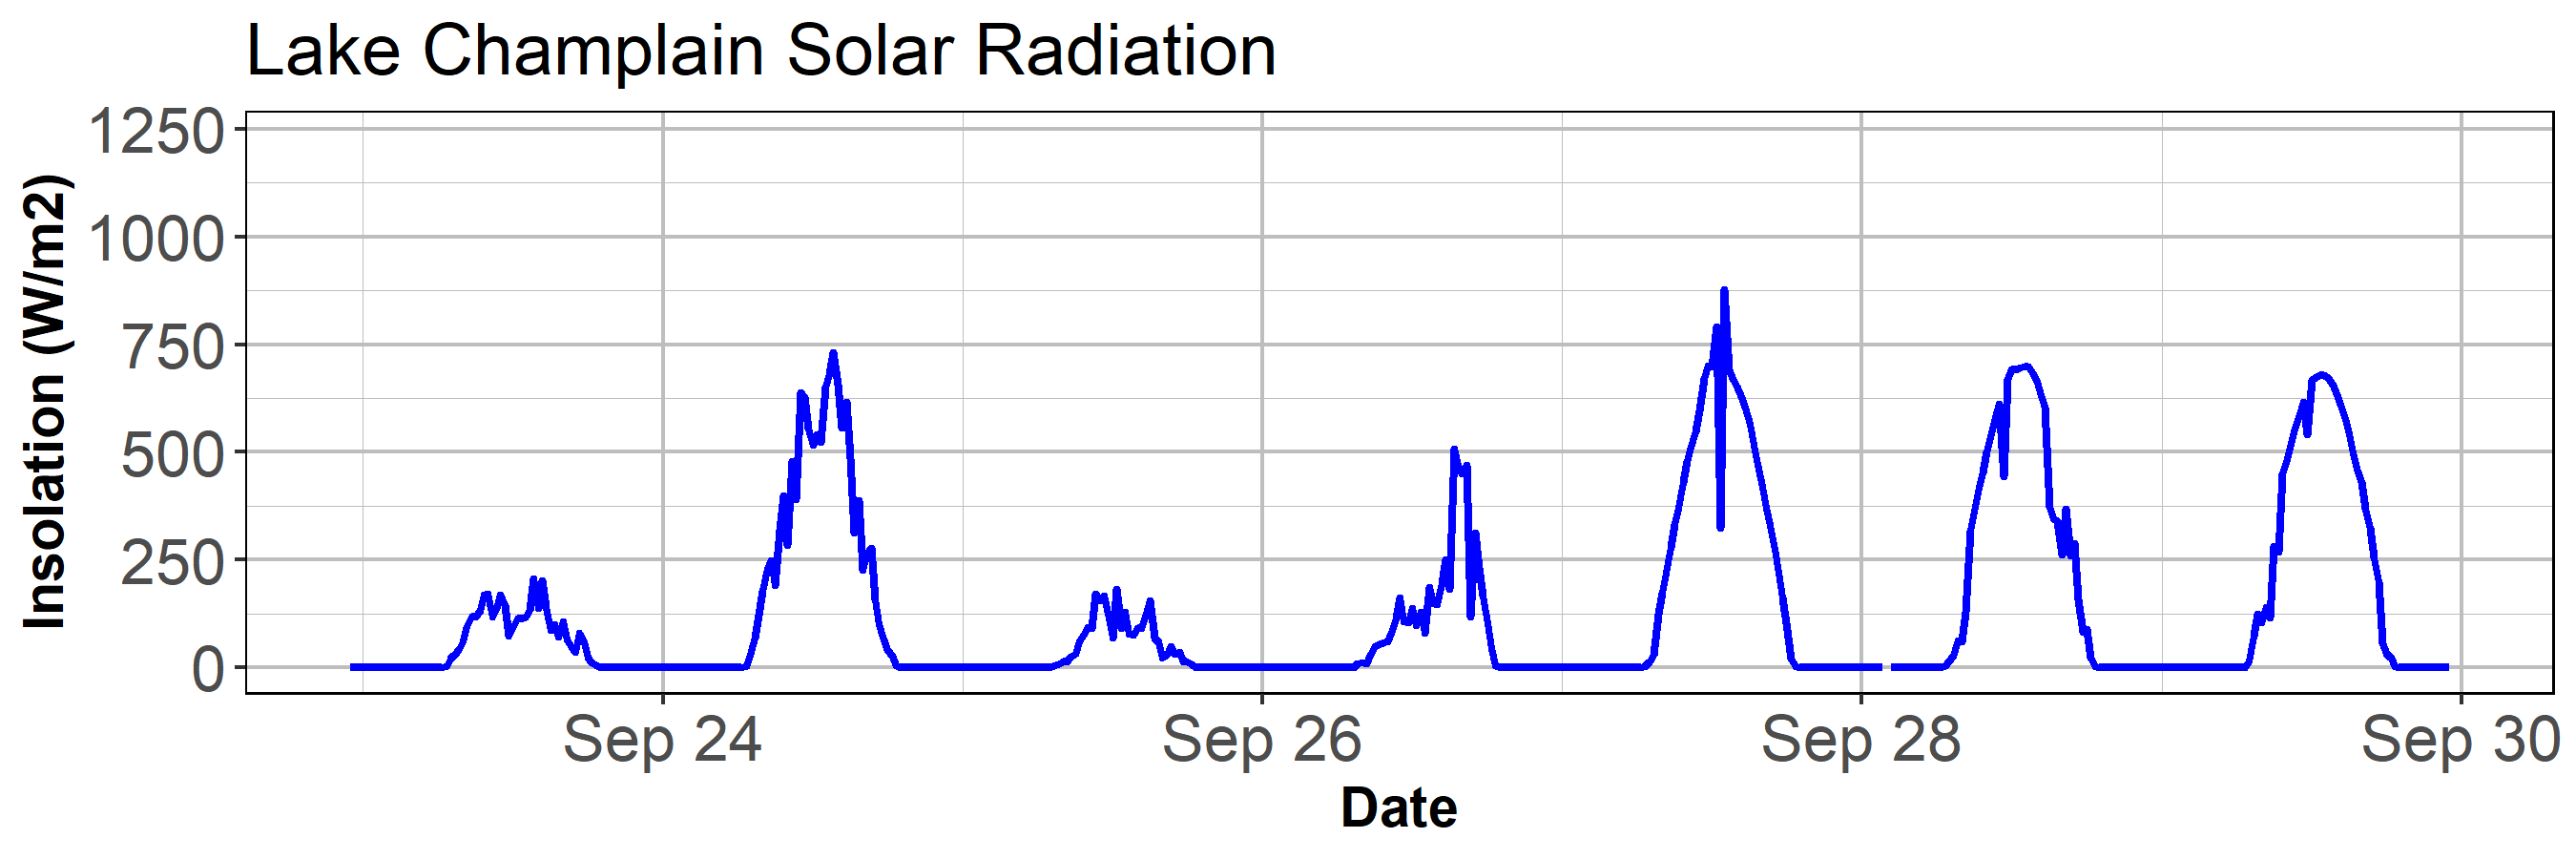 Lake Champlain Solar Radiation
Insolation (W/m2)
1250
1000
750
500
250
0
Sep 24 Sep 26 Sep 28 Sep 30
Date